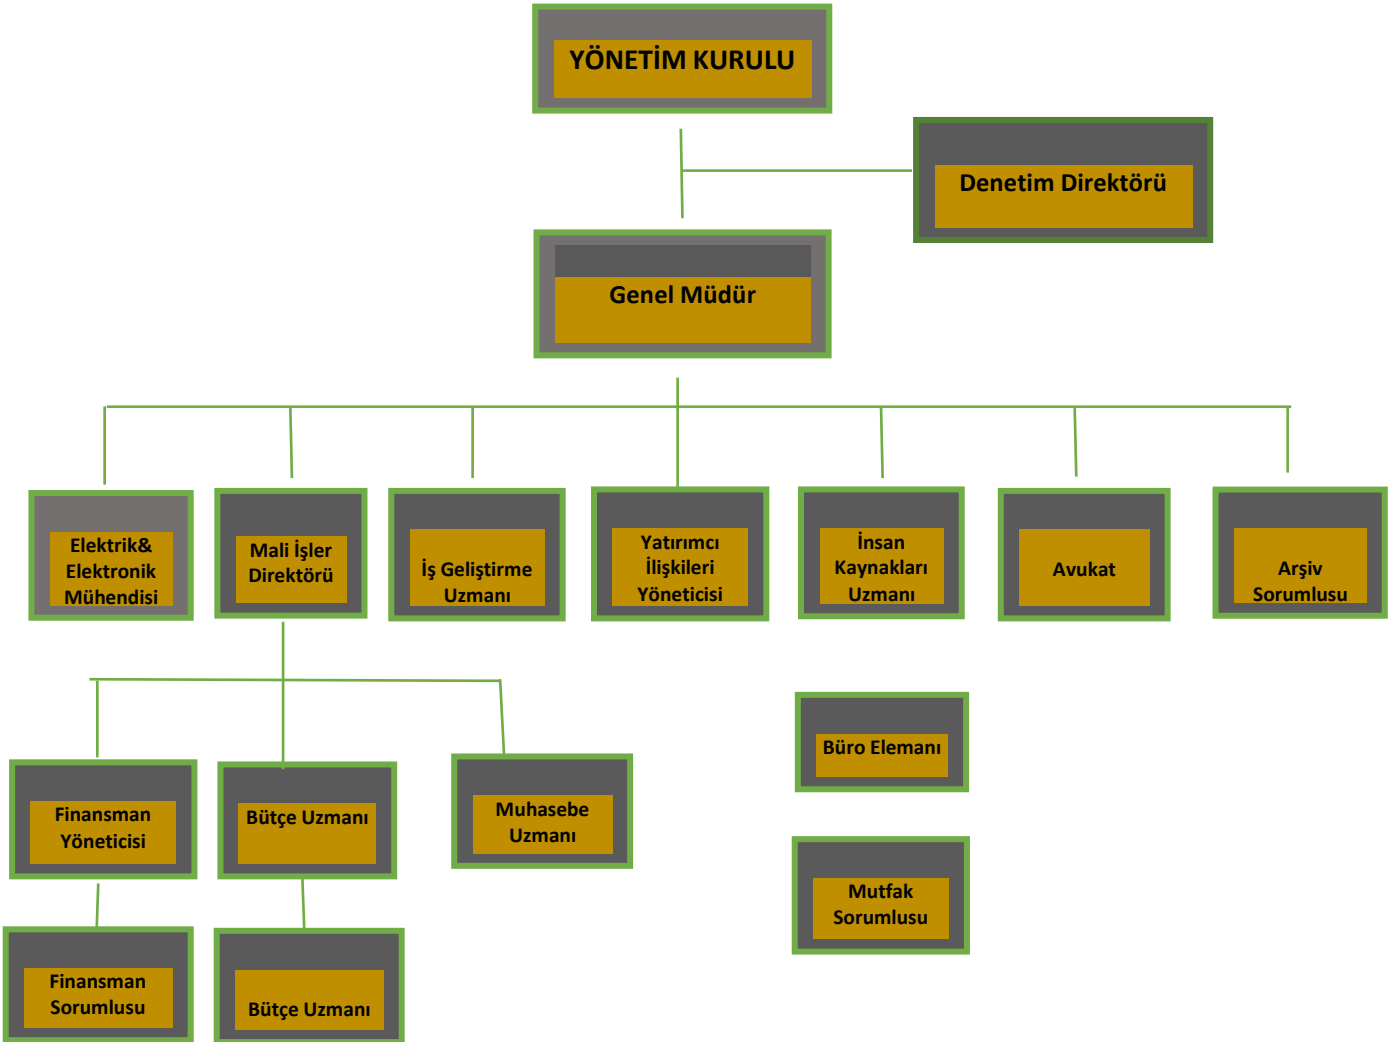 YÖNETİM KURULU
Denetim Direktörü
Genel Müdür
Elektrik&
Elektronik
Mühendisi
Mali İşler
Direktörü
İş Geliştirme
Uzmanı
Yatırımcı
İlişkileri
Yöneticisi
İnsan
Kaynakları
Uzmanı
Avukat
Arşiv
Sorumlusu
Büro Elemanı
Finansman
Yöneticisi
Bütçe Uzmanı
Muhasebe
Uzmanı
Mutfak
Sorumlusu
Finansman
Sorumlusu
Bütçe Uzmanı